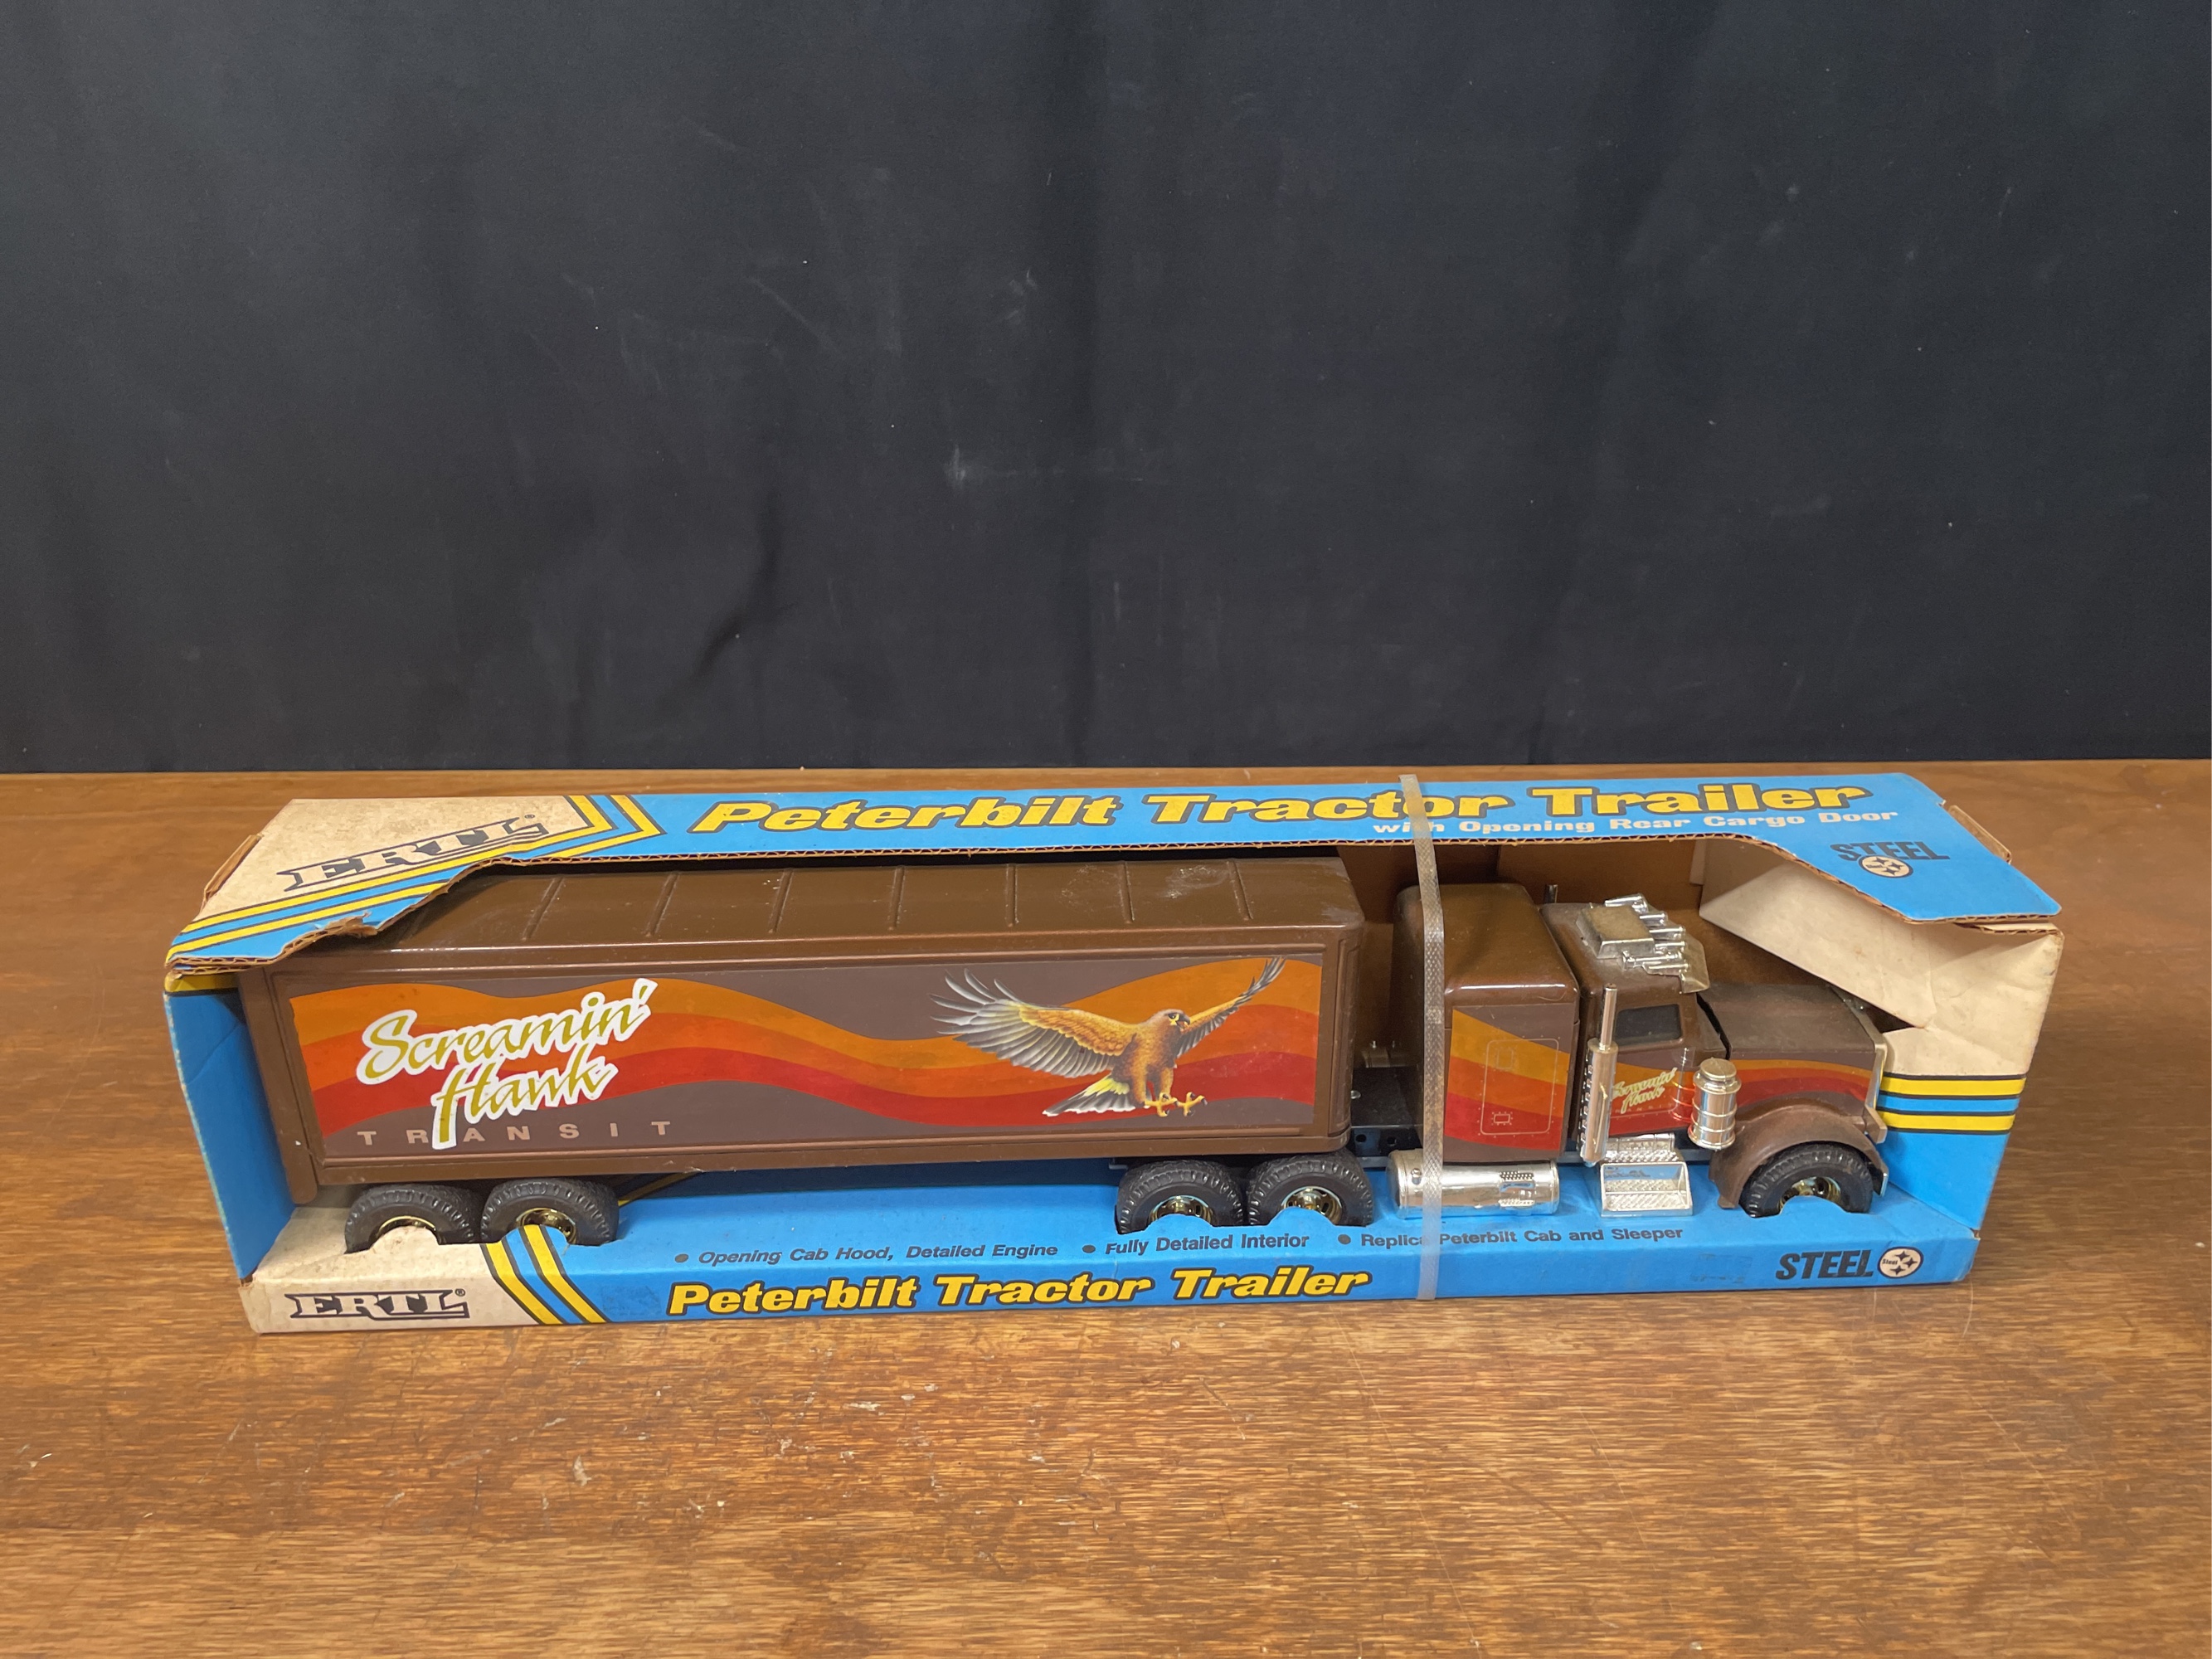 ERTL®
Peterbilt Tractor Trailer
with Opening Rear Cargo Door
STEEL
Screamin'
Hawk
TRANSIT
Screamin'
Hawk
• Opening Cab Hood, Detailed Engine • Fully Detailed Interior • Replica Peterbilt Cab and Sleeper
ERTL®
Peterbilt Tractor Trailer
STEEL
Steel